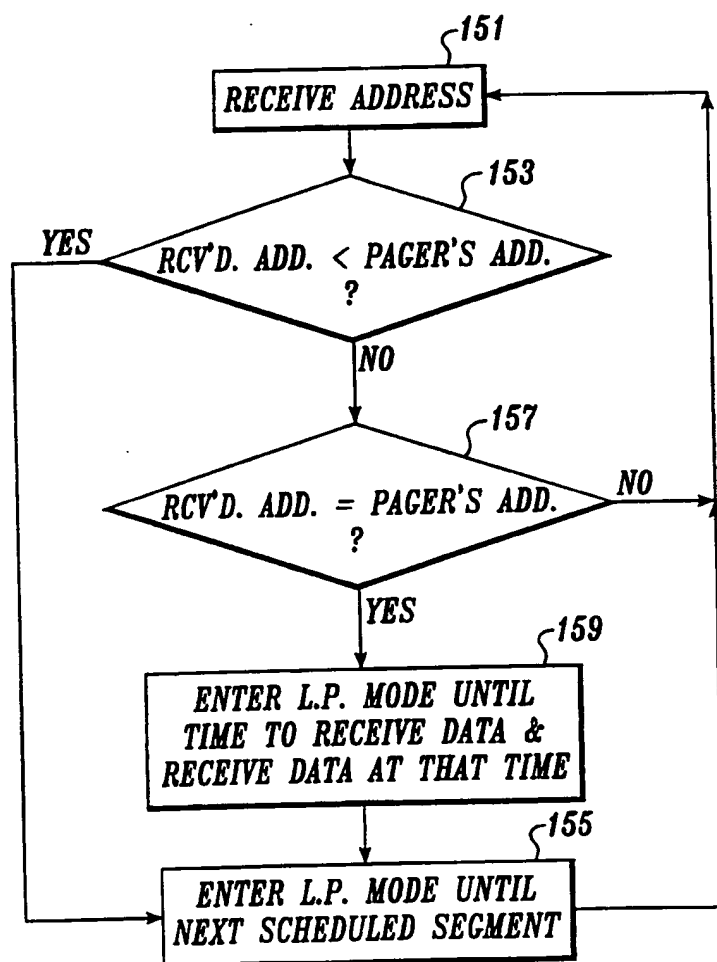 151
RECEIVE ADDRESS
153
YES
RCV'D. ADD. < PAGER'S ADD.
?
NO
157
RCV'D. ADD. = PAGER'S ADD.
?
NO
YES
159
ENTER L.P. MODE UNTIL
TIME TO RECEIVE DATA &
RECEIVE DATA AT THAT TIME
155
ENTER L.P. MODE UNTIL
NEXT SCHEDULED SEGMENT